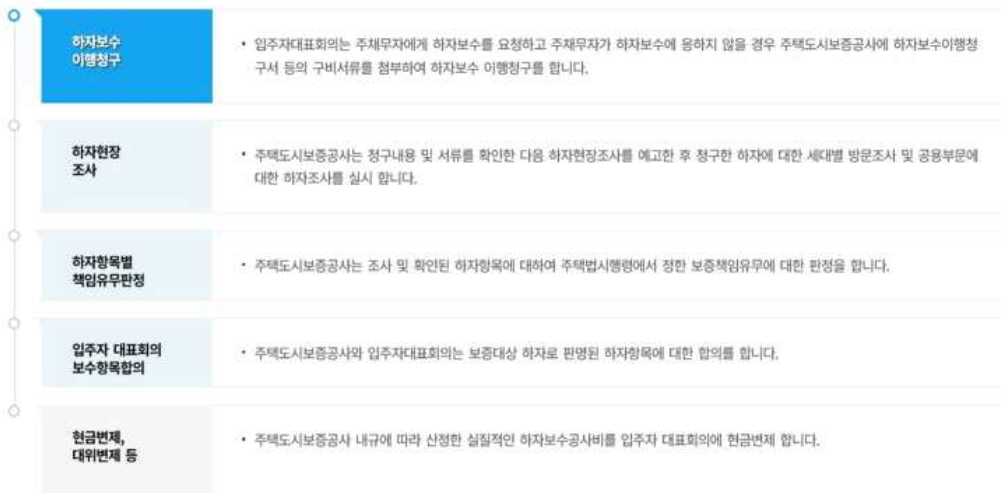 하자보수
이행청구
• 입주자대표회의는 주채무자에게 하자보수를 요청하고 주채무자가 하자보수에 응하지 않을 경우 주택도시보증공사에 하자보수이행청
구서 등의 구비서류를 첨부하여 하자보수 이행청구를 합니다.
하자현장
조사
• 주택도시보증공사는 청구내용 및 서류를 확인한 다음 하자현장조사를 예고한 후 청구한 하자에 대한 세대별 방문조사 및 공용부문에
대한 하자조사를 실시 합니다.
하자항목별
책임유무판정
• 주택도시보증공사는 조사 및 확인된 하자항목에 대하여 주택법시행령에서 정한 보증책임유무에 대한 판정을 합니다.
입주자 대표회의
보수항목합의
• 주택도시보증공사와 입주자대표회의는 보증대상 하자로 판명된 하자항목에 대한 합의를 합니다.
현금변제,
대위변제 등
• 주택도시보증공사 내규에 따라 산정한 실질적인 하자보수공사비를 입주자 대표회의에 현금변제 합니다.